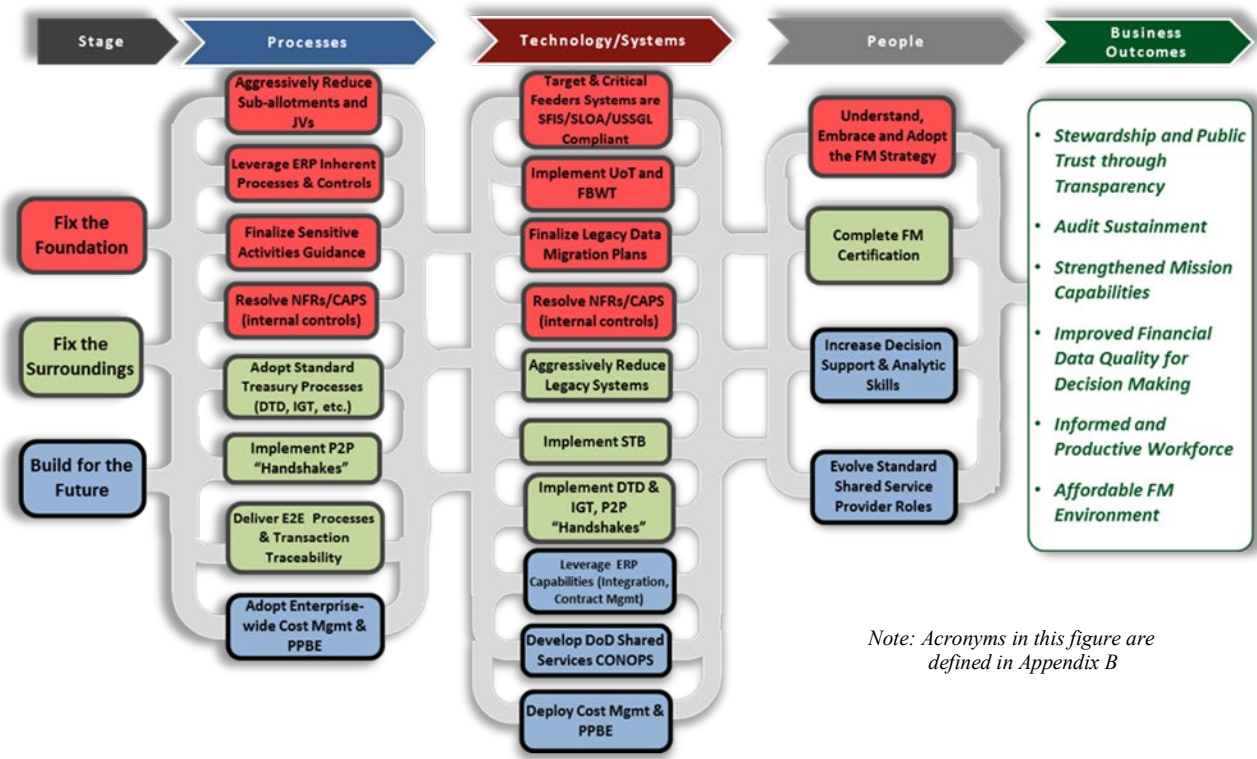 Stage
Processes
Technology/Systems
People
Business
Outcomes
Fix the
Foundation
Fix the
Surroundings
Build for the
Future
Aggressively Reduce
Sub-allotments and
JVs
Leverage ERP Inherent
Processes & Controls
Finalize Sensitive
Activities Guidance
Resolve NFRs/CAPS
(internal controls)
Adopt Standard
Treasury Processes
(DTD, IGT, etc.)
Implement P2P
“Handshakes”
Deliver E2E Processes
& Transaction
Traceability
Adopt Enterprise-
wide Cost Mgmt &
PPBE
Target & Critical
Feeders Systems are
SFIS/SLOA/USSGL
Compliant
Implement UoT and
FBWT
Finalize Legacy Data
Migration Plans
Resolve NFRs/CAPS
(internal controls)
Aggressively Reduce
Legacy Systems
Implement STB
Implement DTD &
IGT, P2P
“Handshakes”
Leverage ERP
Capabilities (Integration,
Contract Mgmt)
Develop DoD Shared
Services CONOPS
Deploy Cost Mgmt &
PPBE
Understand,
Embrace and Adopt
the FM Strategy
Complete FM
Certification
Increase Decision
Support & Analytic
Skills
Evolve Standard
Shared Service
Provider Roles
• Stewardship and Public
Trust through
Transparency
• Audit Sustainment
• Strengthened Mission
Capabilities
• Improved Financial
Data Quality for
Decision Making
• Informed and
Productive Workforce
• Affordable FM
Environment
Note: Acronyms in this figure are
defined in Appendix B